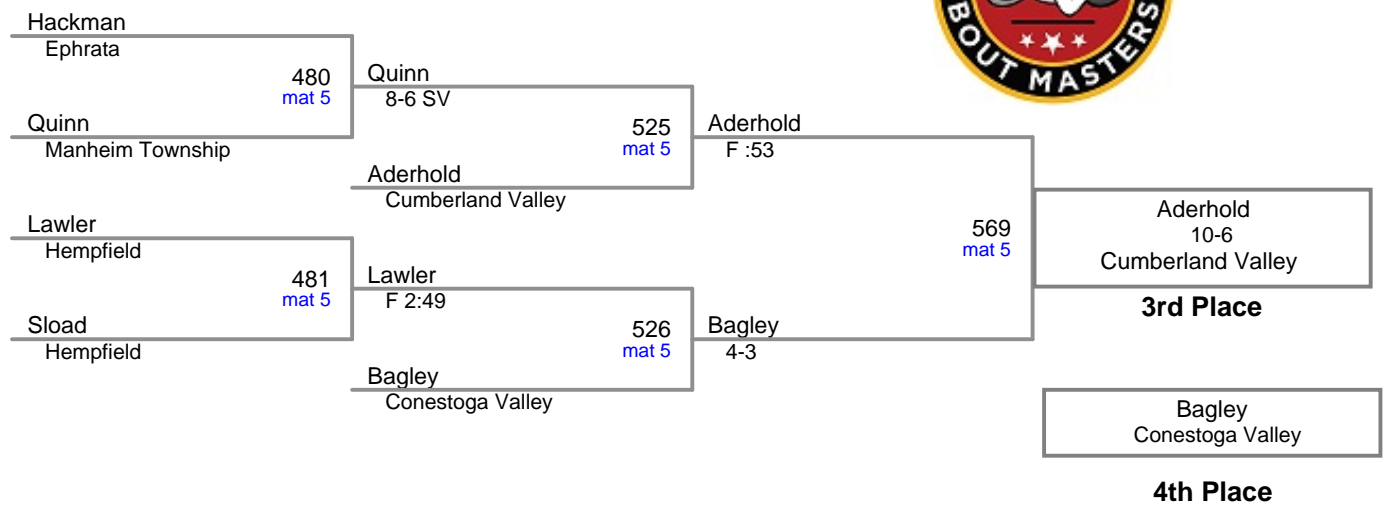 BOUT MASTERS
Hackman
Ephrata
480
mat 5
Quinn
Manheim Township
Quinn
8-6 SV
525
mat 5
Aderhold
Cumberland Valley
Aderhold
F :53
Lawler
Hempfield
481
mat 5
Sload
Hempfield
Lawler
F 2:49
526
mat 5
Bagley
Conestoga Valley
Bagley
4-3
569
mat 5
Aderhold
10-6
Cumberland Valley
3rd Place
Bagley
Conestoga Valley
4th Place